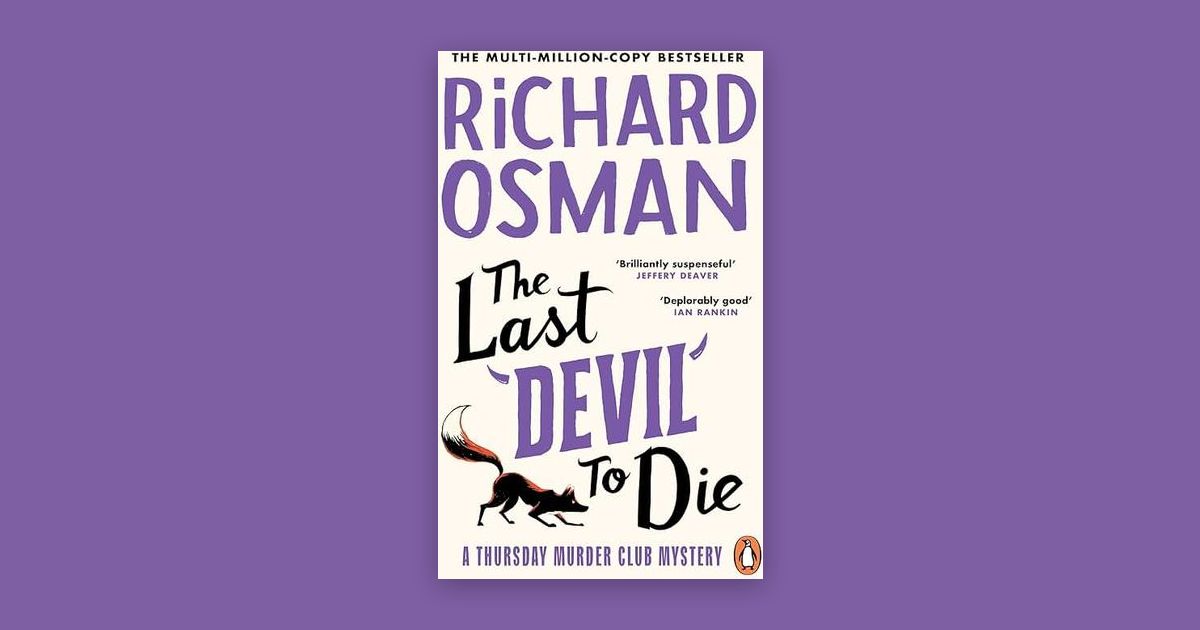 THE MULTI-MILLION-COPY BESTSELLER
RiCHARD
OSMAN
The
Last
‘Brilliantly suspenseful’
JEFFERY DEAVER
‘Deplorably good’
IAN RANKIN
‘DEVIL’
To Die
A THURSDAY MURDER CLUB MYSTERY